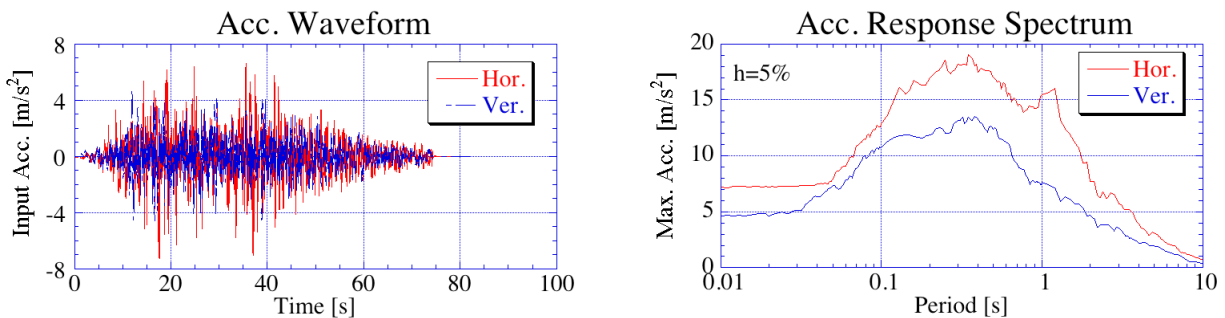 Acc. Waveform
Input Acc. [m/s²]
8
4
0
-4
-8
Hor.
Ver.
0
20
40
60
80
100
Time [s]
Acc. Response Spectrum
Max. Acc. [m/s²]
20
15
10
5
0
h=5%
Hor.
Ver.
0.01
0.1
1
10
Period [s]